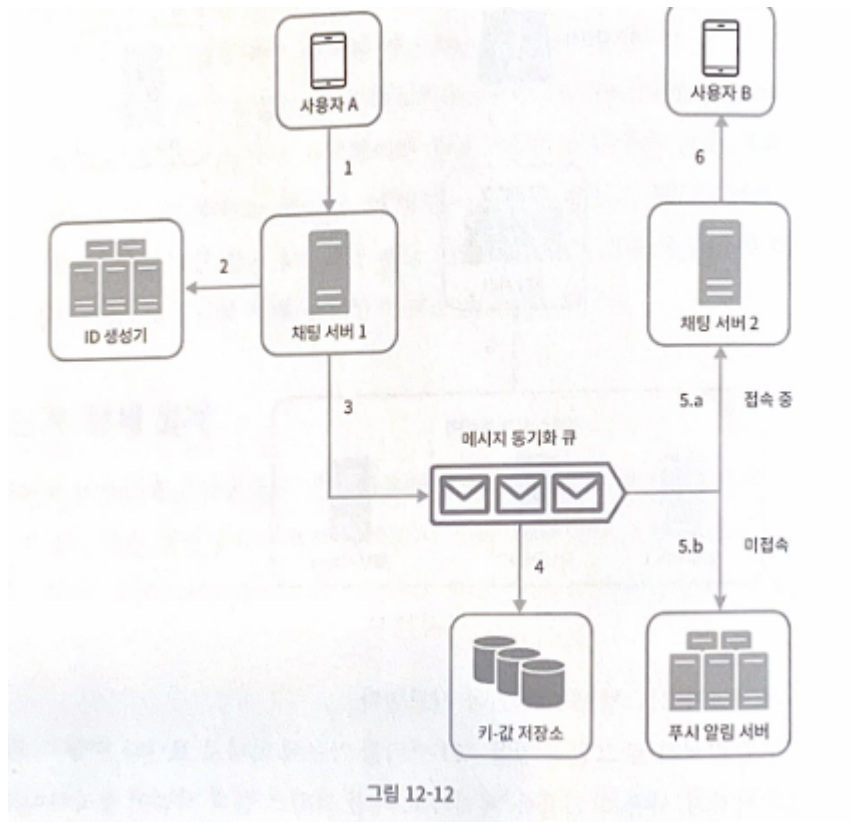 사용자 A
사용자 B
1
6
2
ID 생성기
채팅 서버 1
채팅 서버 2
3
5.a
접속 중
메시지 동기화 큐
5.b
미접속
4
키-값 저장소
푸시 알림 서버
그림 12-12